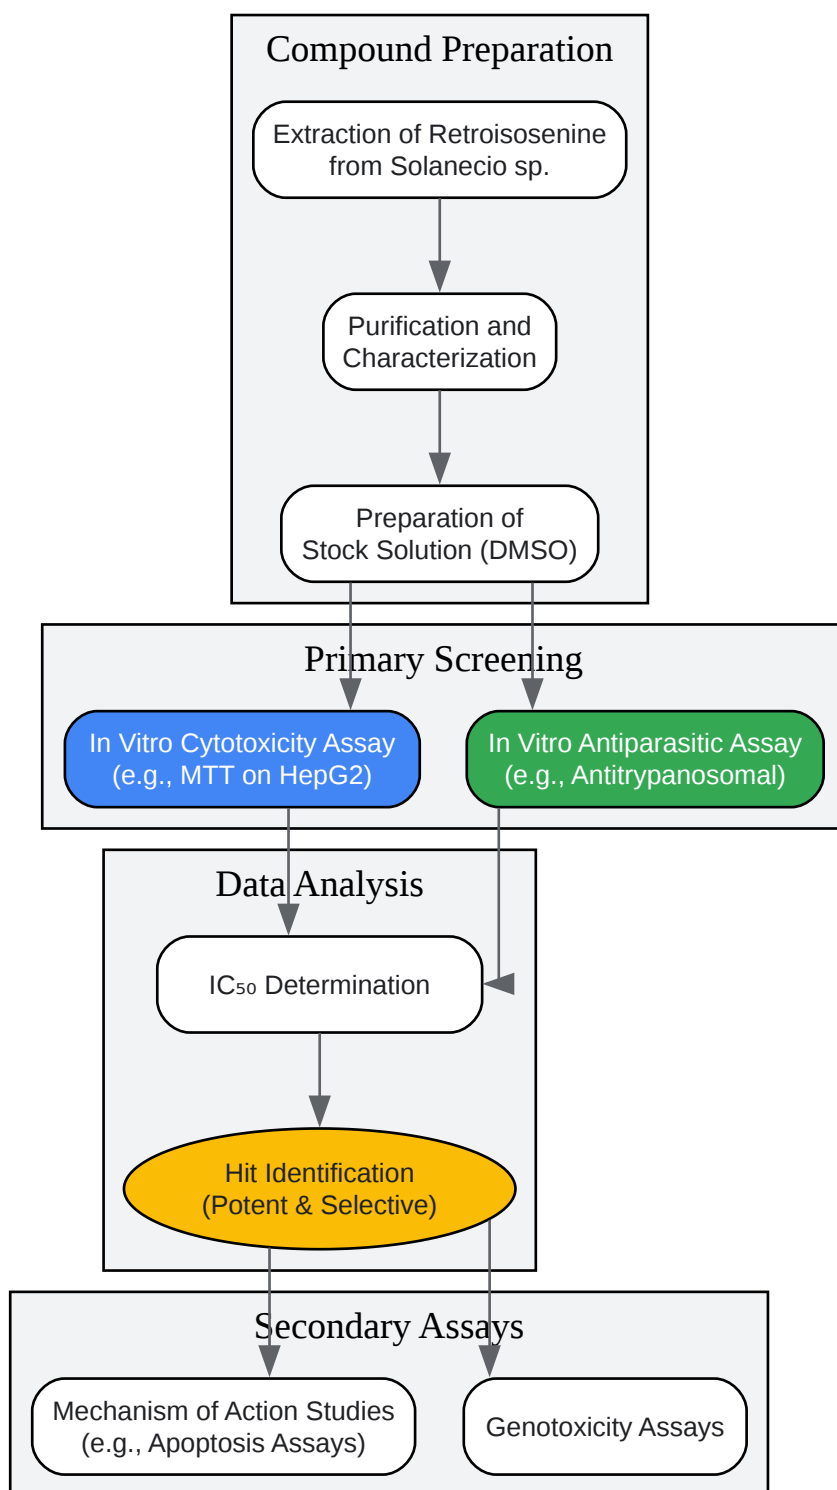 Compound Preparation
Extraction of Retroisosenine
from Solanecio sp.
Purification and
Characterization
Preparation of
Stock Solution (DMSO)
Primary Screening
In Vitro Cytotoxicity Assay
(e.g., MTT on HepG2)
In Vitro Antiparasitic Assay
(e.g., Antitrypanosomal)
Data Analysis
IC₅₀ Determination
Hit Identification
(Potent & Selective)
Secondary Assays
Mechanism of Action Studies
(e.g., Apoptosis Assays)
Genotoxicity Assays